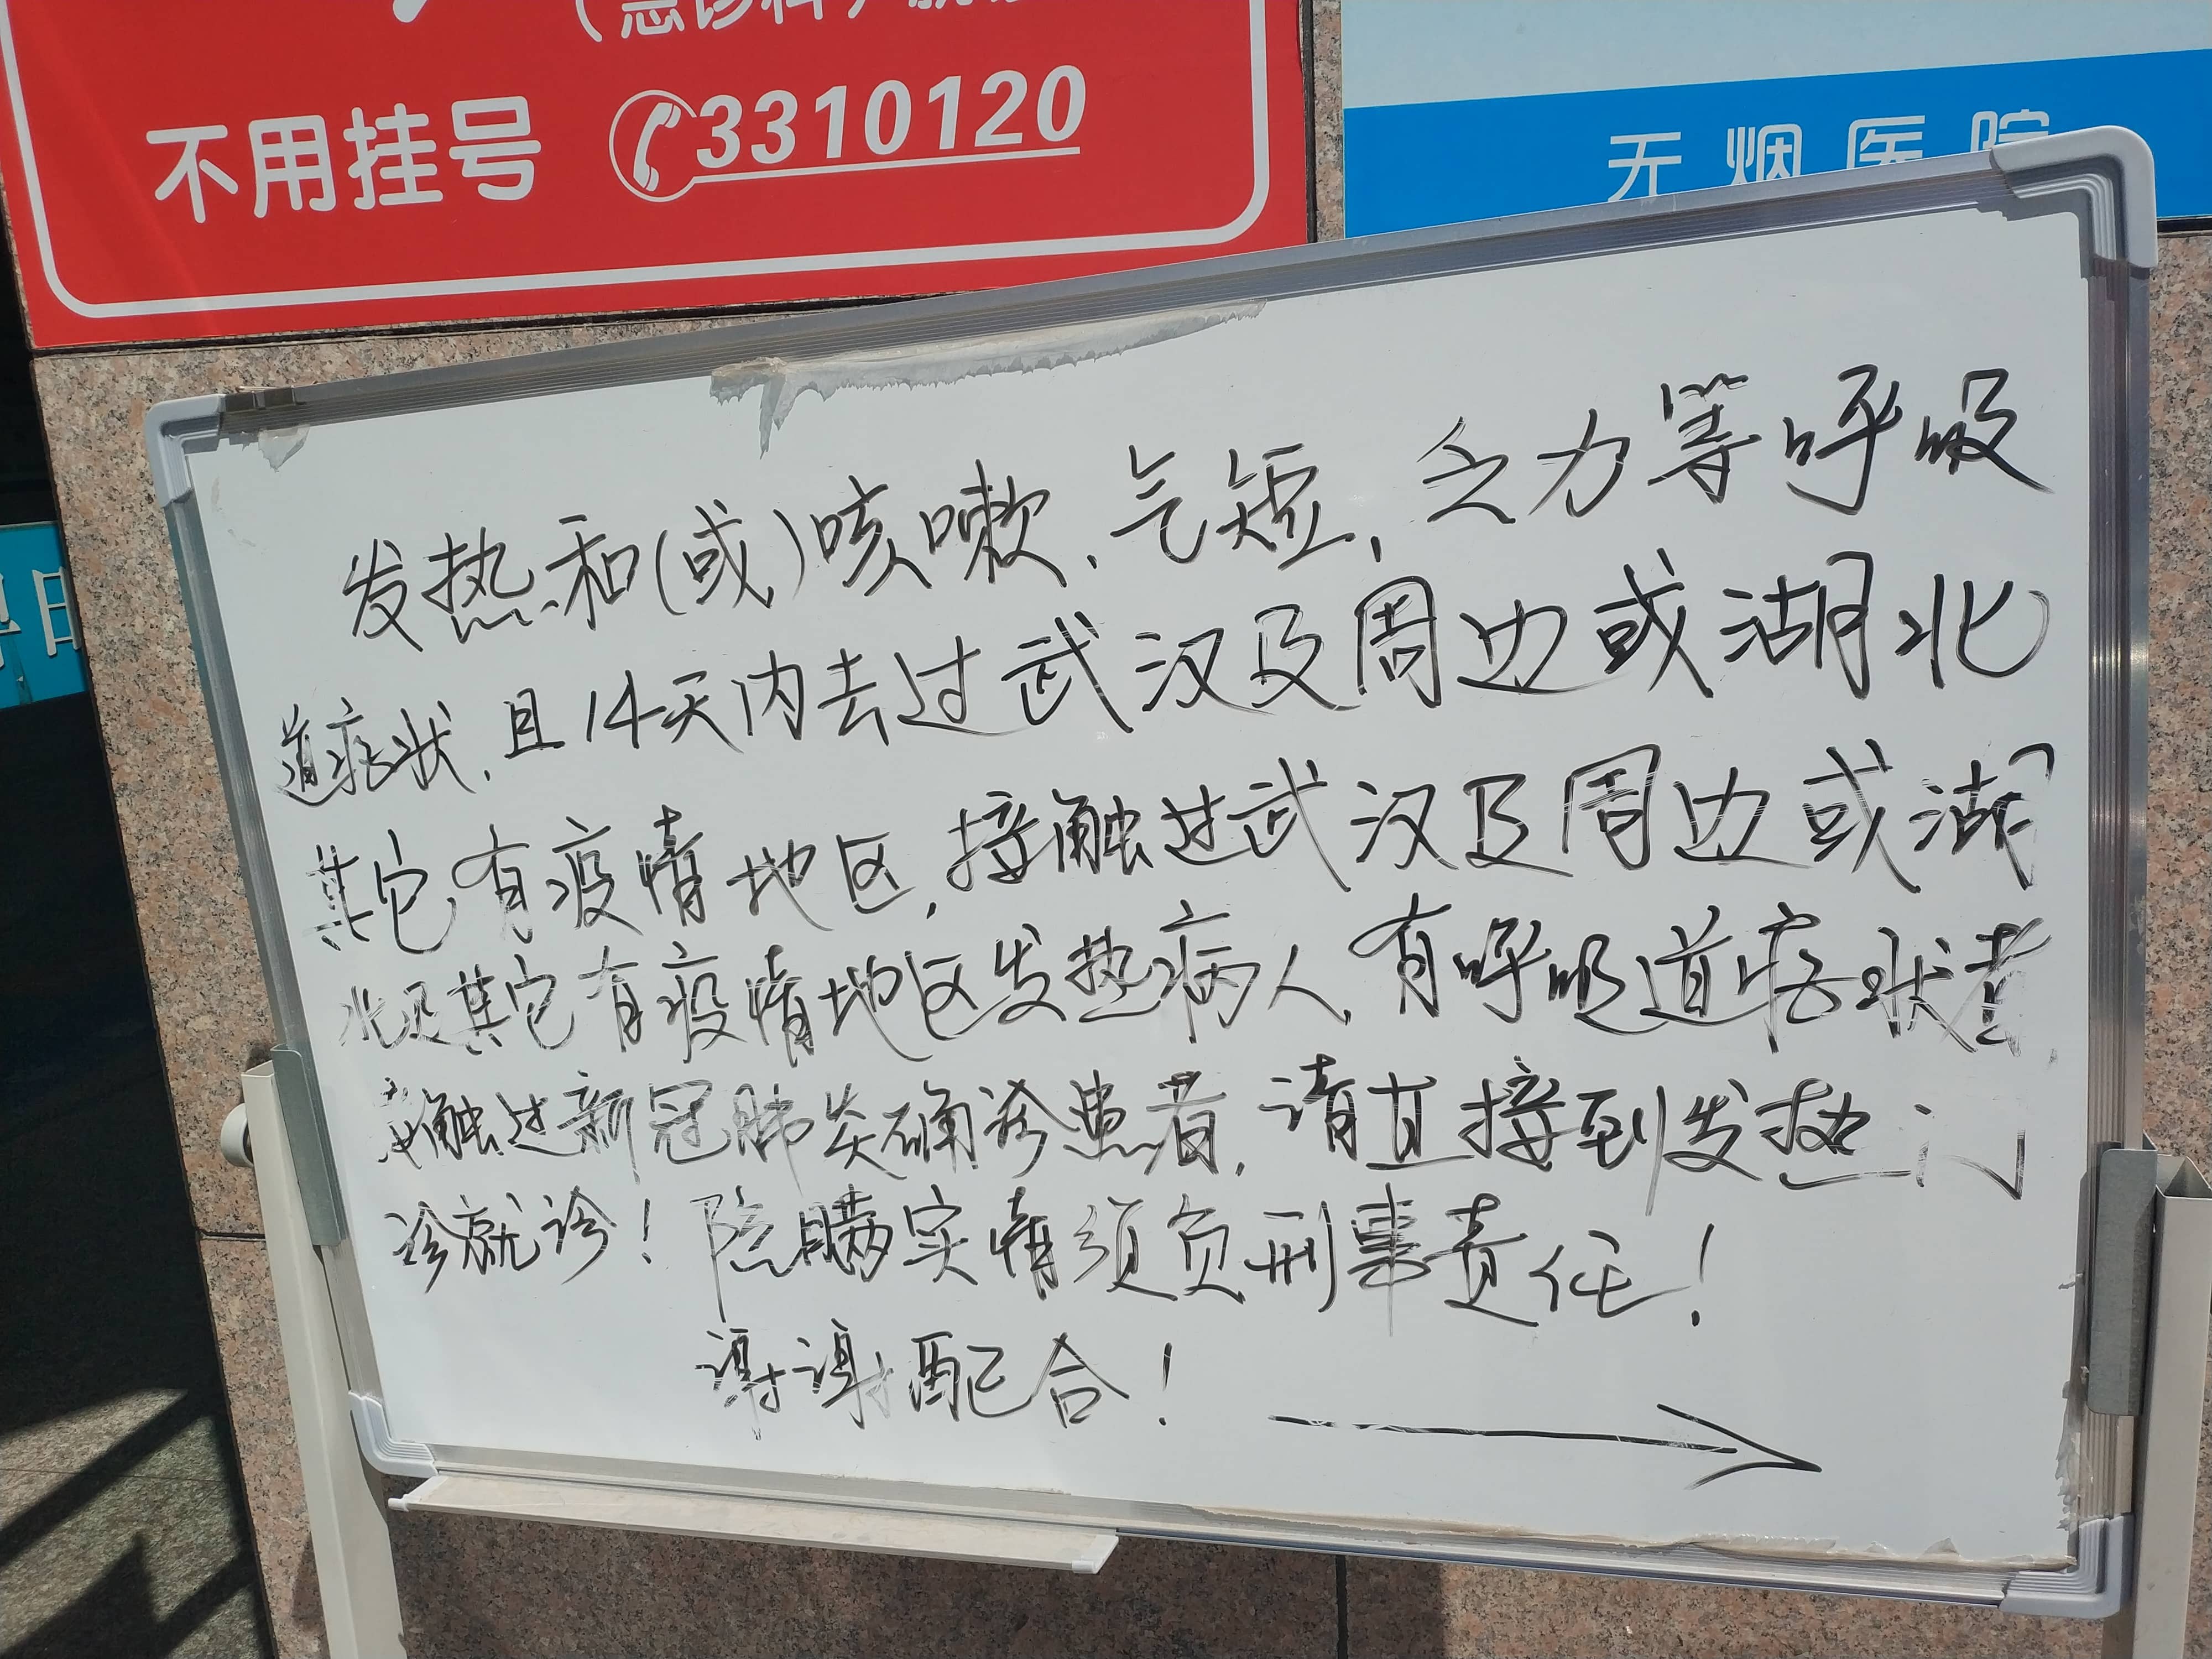 不用挂号 3310120
无烟医院
发热和(或)咳嗽,气短,乏力等呼吸
道症状,且14天内去过武汉及周边或湖北
其它有疫情地区,接触过武汉及周边或湖
北及其它有疫情地区发热病人,有呼吸道症状者,
接触过新冠肺炎确诊患者,请直接到发热门
诊就诊!隐瞒实情须负刑事责任!
谢谢配合!